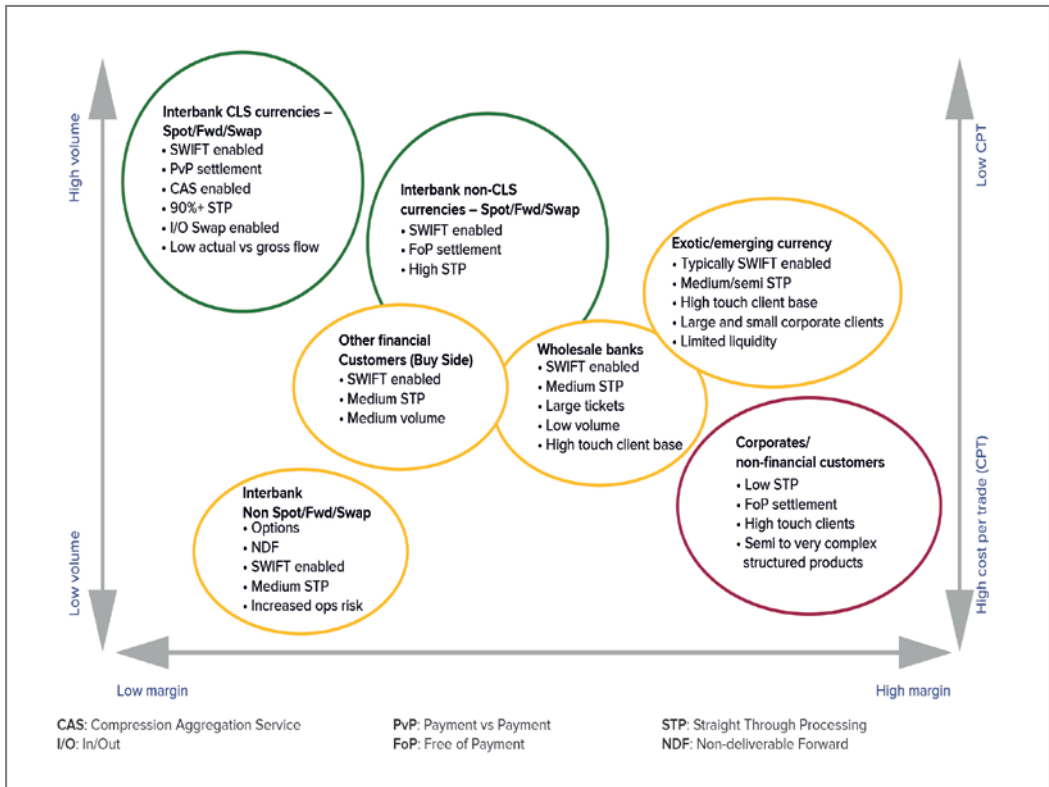 High volume
Low volume
Interbank CLS currencies –
Spot/Fwd/Swap
• SWIFT enabled
• PvP settlement
• CAS enabled
• 90%+ STP
• I/O Swap enabled
• Low actual vs gross flow
Interbank non-CLS
currencies – Spot/Fwd/Swap
• SWIFT enabled
• FoP settlement
• High STP
Exotic/emerging currency
• Typically SWIFT enabled
• Medium/semi STP
• High touch client base
• Large and small corporate clients
• Limited liquidity
Other financial
Customers (Buy Side)
• SWIFT enabled
• Medium STP
• Medium volume
Wholesale banks
• SWIFT enabled
• Medium STP
• Large tickets
• Low volume
• High touch client base
Corporates/
non-financial customers
• Low STP
• FoP settlement
• High touch clients
• Semi to very complex
structured products
Interbank
Non Spot/Fwd/Swap
• Options
• NDF
• SWIFT enabled
• Medium STP
• Increased ops risk
Low CPT
High cost per trade (CPT)
Low margin
High margin
CAS: Compression Aggregation Service
I/O: In/Out
PvP: Payment vs Payment
FoP: Free of Payment
STP: Straight Through Processing
NDF: Non-deliverable Forward